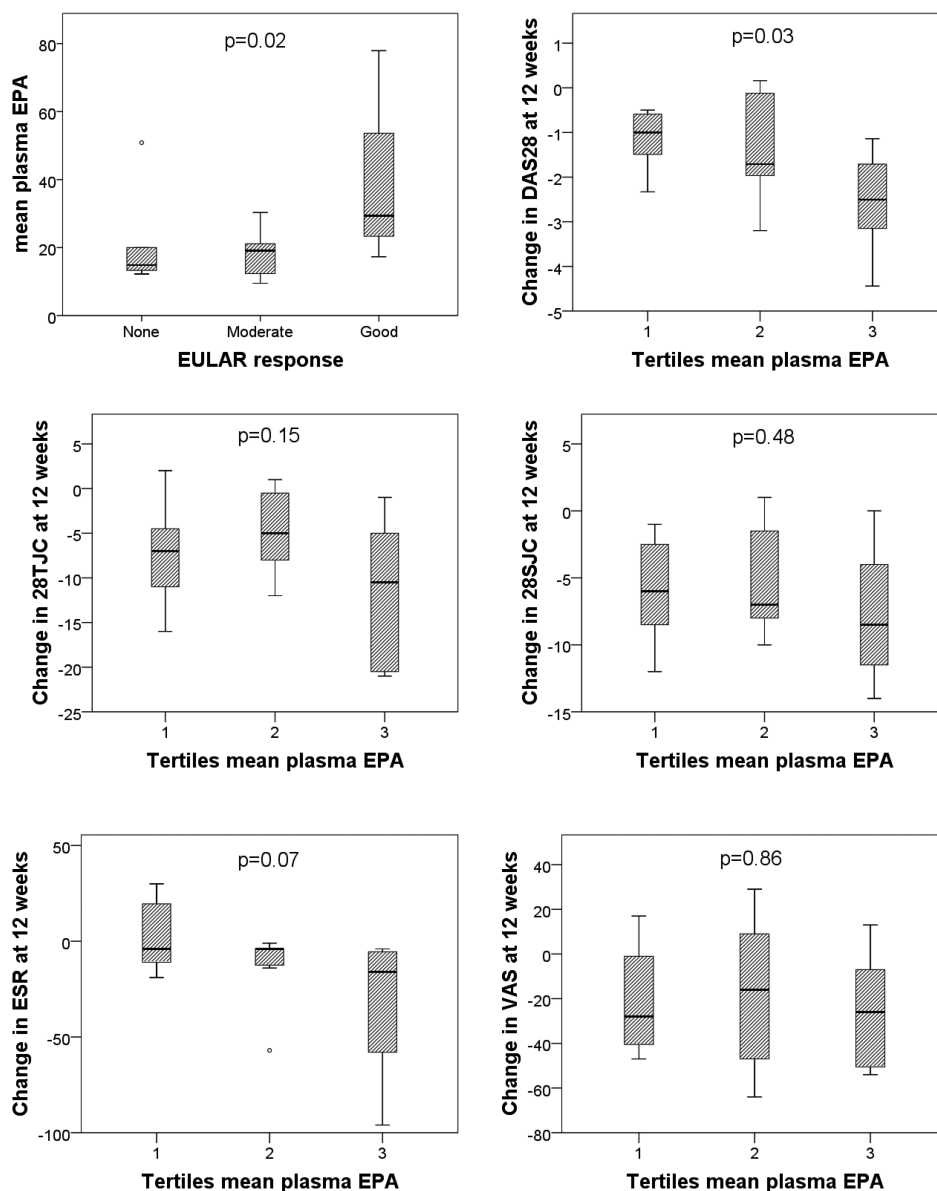 p=0.02
mean plasma EPA
80
60
40
20
0
None Moderate Good
EULAR response
p=0.03
Change in DAS28 at 12 weeks
1
0
-1
-2
-3
-4
-5
1 2 3
Tertiles mean plasma EPA
p=0.15
Change in 28TJC at 12 weeks
5
0
-5
-10
-15
-20
-25
1 2 3
Tertiles mean plasma EPA
p=0.48
Change in 28SJC at 12 weeks
5
0
-5
-10
-15
1 2 3
Tertiles mean plasma EPA
p=0.07
Change in ESR at 12 weeks
50
0
-50
-100
1 2 3
Tertiles mean plasma EPA
p=0.86
Change in VAS at 12 weeks
40
20
0
-20
-40
-60
-80
1 2 3
Tertiles mean plasma EPA